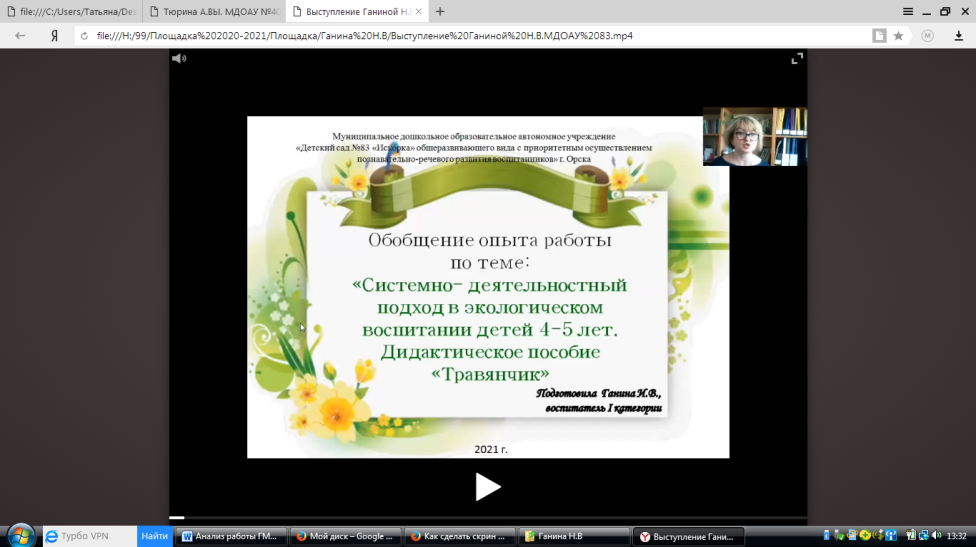 file:///C:/Users/Татьяна/Des
Тюрина А.ВЫ. МДОАУ №40
Выступление Ганиной Н.
file:///H:/99/Площадка%202020-2021/Площадка/Ганина%20Н.В/Выступление%20Ганиной%20Н.В.МДОАУ%2083.mp4
Муниципальное дошкольное образовательное автономное учреждение
«Детский сад №83 «Искорка» общеразвивающего вида с приоритетным осуществлением
познавательно-речевого развития воспитанников» г. Орска
Обобщение опыта работы
по теме:
«Системно- деятельностный
подход в экологическом
воспитании детей 4-5 лет.
Дидактическое пособие
«Травянчик»
Подготовила Ганина Н.В.,
воспитатель I категории
2021 г.
Турбо VPN
Найти
Анализ работы ГМ...
Мой диск – Google ...
Как сделать скрин ...
Ганина Н.В
Выступление Гани...
13:32